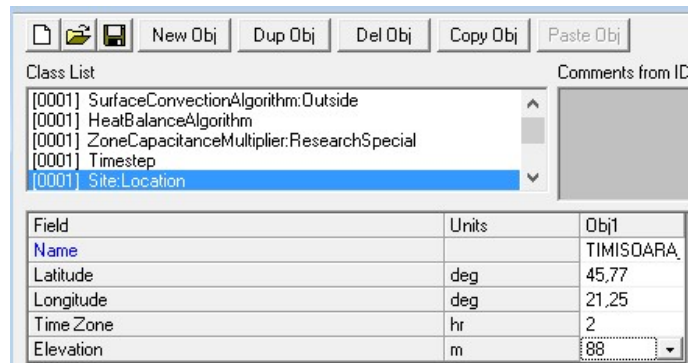 New Obj Dup Obj Del Obj Copy Obj Paste Obj
Class List Comments from ID
[0001] SurfaceConvectionAlgorithm:Outside
[0001] HeatBalanceAlgorithm
[0001] ZoneCapacitanceMultiplier:ResearchSpecial
[0001] Timestep
[0001] Site:Location
Field Units Obj1
Name TIMISOARA_
Latitude deg 45,77
Longitude deg 21,25
Time Zone hr 2
Elevation m 88